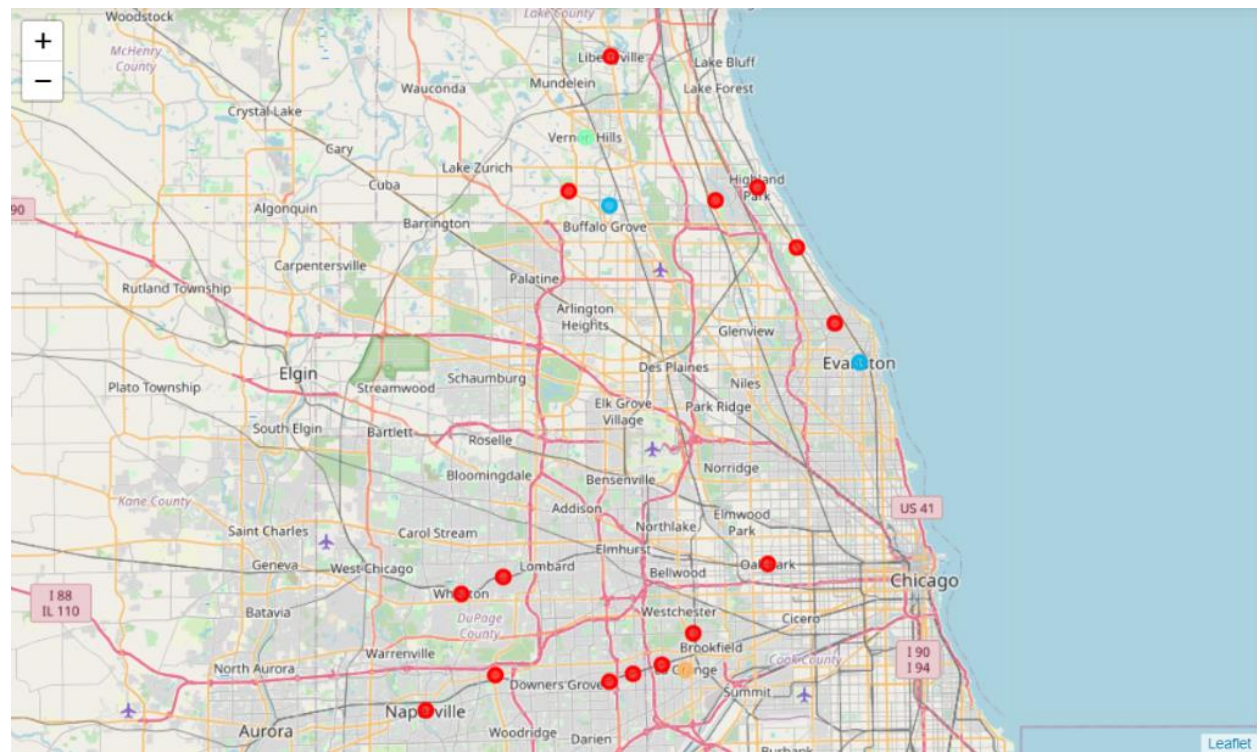 Woodstock
Lake County
+
−
McHenry
County
Libertyville
Lake Bluff
Mundelein
Wauconda
Lake Forest
Crystal Lake
Vernon Hills
Cary
Lake Zurich
Cuba
Highland
Park
90
Algonquin
Barrington
Buffalo Grove
Carpentersville
Palatine
Rutland Township
Arlington
Heights
Glenview
Evanston
Elgin
Des Plaines
Plato Township
Streamwood
Schaumburg
Niles
Elk Grove
Village
Park Ridge
South Elgin
Bartlett
Roselle
Norridge
Bloomingdale
Bensenville
Kane County
Addison
US 41
Elmwood
Park
Saint Charles
Carol Stream
Northlake
Elmhurst
Geneva
West Chicago
Lombard
Oak Park
Bellwood
Chicago
Wheaton
I 88
IL 110
Batavia
DuPage
County
Westchester
Cicero
Brookfield
Warrenville
North Aurora
Cook County
I 90
I 94
La Grange
Downers Grove
Summit
Naperville
Aurora
Woodridge
Darien
Burbank
Leaflet